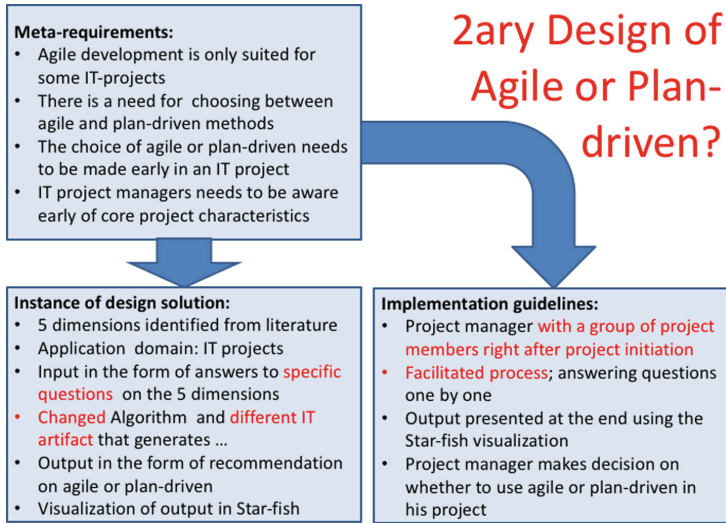 Meta-requirements:
• Agile development is only suited for
some IT-projects
• There is a need for choosing between
agile and plan-driven methods
• The choice of agile or plan-driven needs
to be made early in an IT project
• IT project managers needs to be aware
early of core project characteristics
2ary Design of
Agile or Plan-
driven?
Instance of design solution:
• 5 dimensions identified from literature
• Application domain: IT projects
• Input in the form of answers to specific
questions on the 5 dimensions
• Changed Algorithm and different IT
artifact that generates ...
• Output in the form of recommendation
on agile or plan-driven
• Visualization of output in Star-fish
Implementation guidelines:
• Project manager with a group of project
members right after project initiation
• Facilitated process; answering questions
one by one
• Output presented at the end using the
Star-fish visualization
• Project manager makes decision on
whether to use agile or plan-driven in
his project